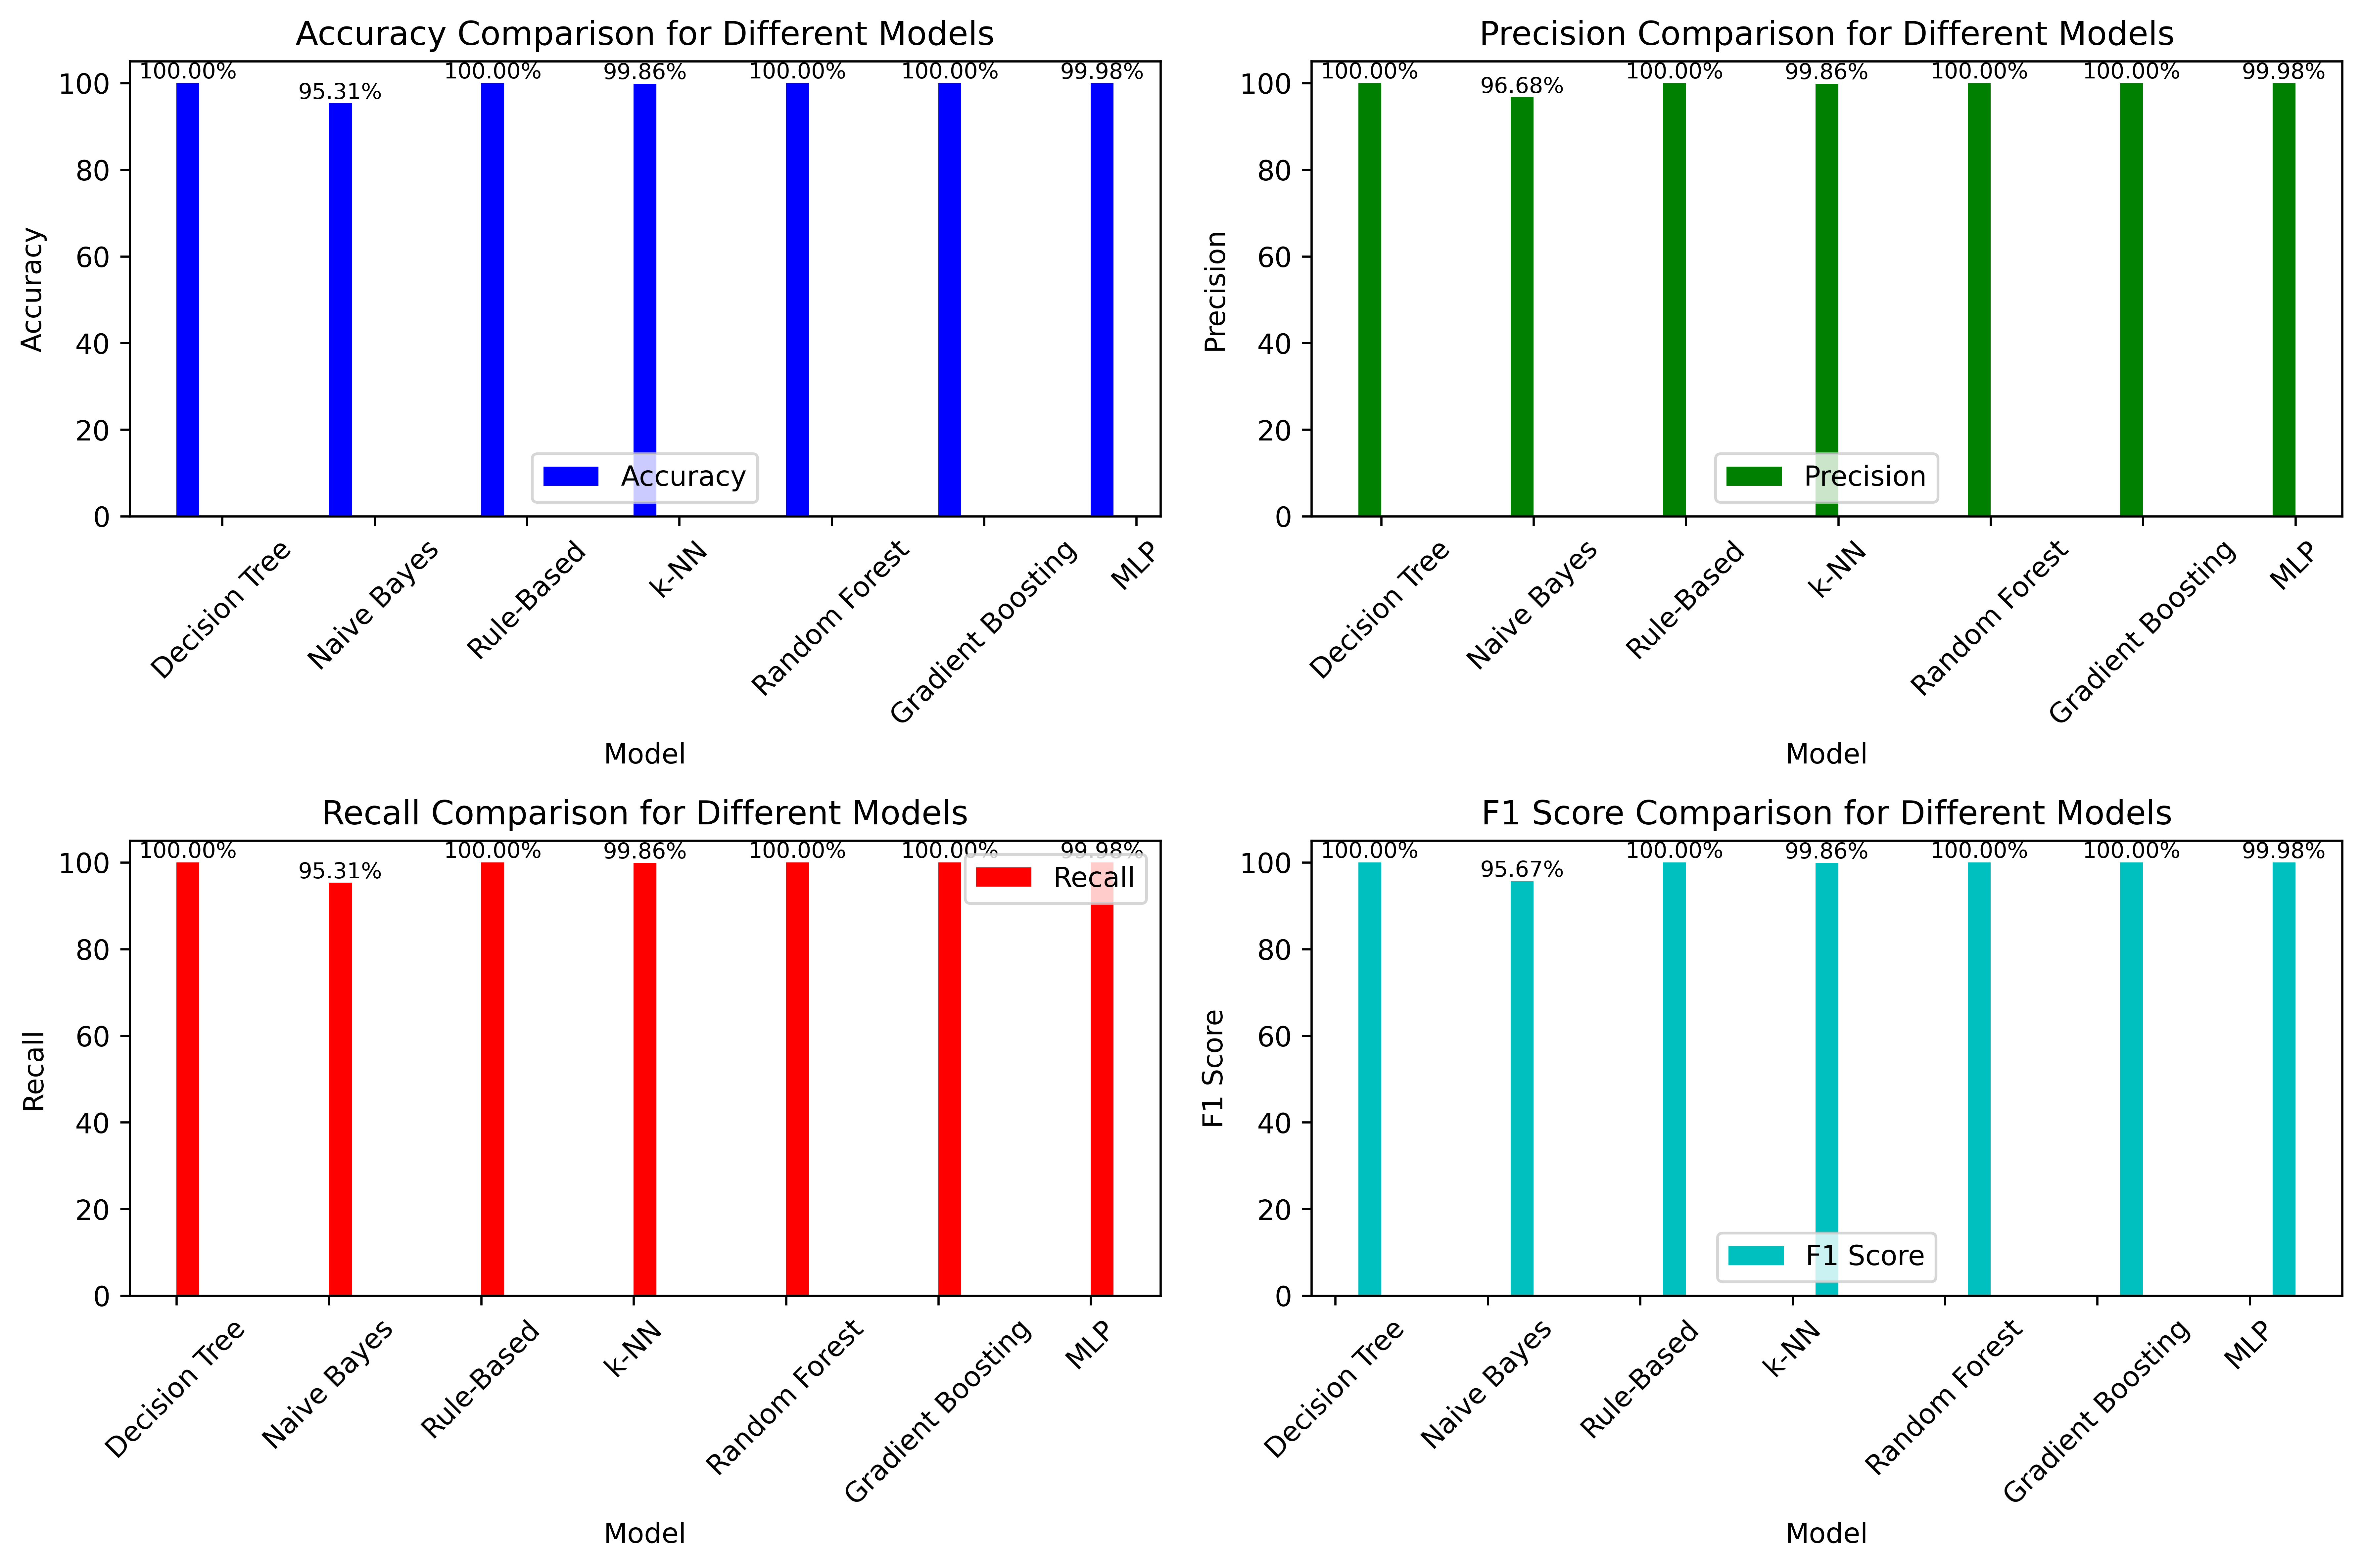 Accuracy Comparison for Different Models
100.00%
95.31%
100.00%
99.86%
100.00%
100.00%
99.98%
100
80
60
40
20
0
Accuracy
Accuracy
Decision Tree
Naive Bayes
Rule-Based
k-NN
Random Forest
Gradient Boosting
MLP
Model
Precision Comparison for Different Models
100.00%
96.68%
100.00%
99.86%
100.00%
100.00%
99.98%
100
80
60
40
20
0
Precision
Precision
Decision Tree
Naive Bayes
Rule-Based
k-NN
Random Forest
Gradient Boosting
MLP
Model
Recall Comparison for Different Models
100.00%
95.31%
100.00%
99.86%
100.00%
100.00%
99.98%
100
80
60
40
20
0
Recall
Recall
Decision Tree
Naive Bayes
Rule-Based
k-NN
Random Forest
Gradient Boosting
MLP
Model
F1 Score Comparison for Different Models
100.00%
95.67%
100.00%
99.86%
100.00%
100.00%
99.98%
100
80
60
40
20
0
F1 Score
F1 Score
Decision Tree
Naive Bayes
Rule-Based
k-NN
Random Forest
Gradient Boosting
MLP
Model